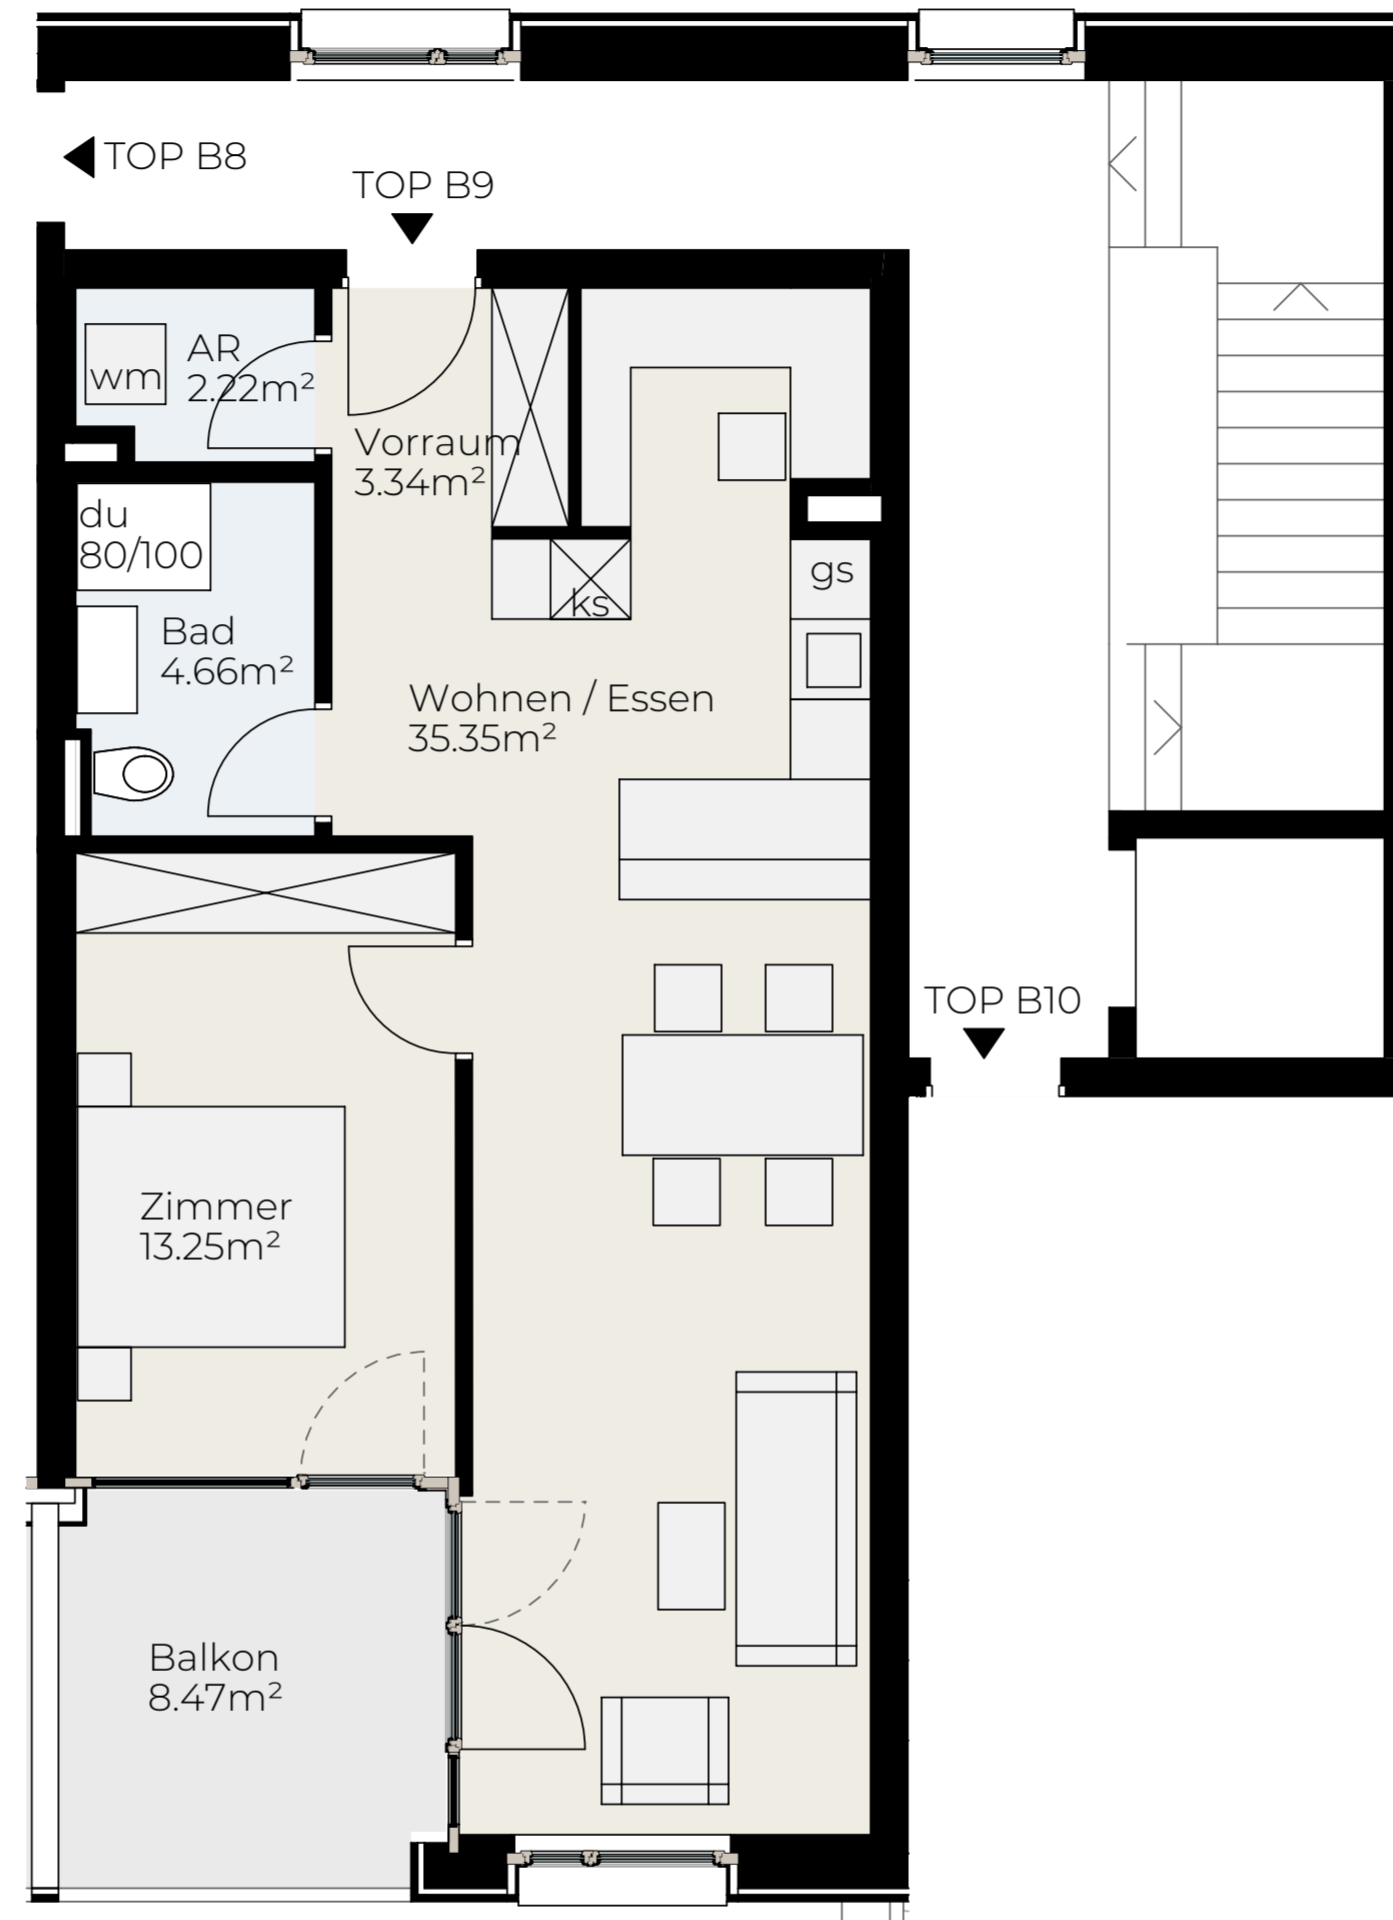 TOP B8
TOP B9
AR
2.22m²
wm
Vorraum
3.34m²
du
80/100
ks
gs
Bad
4.66m²
Wohnen / Essen
35.35m²
TOP B10
Zimmer
13.25m²
Balkon
8.47m²